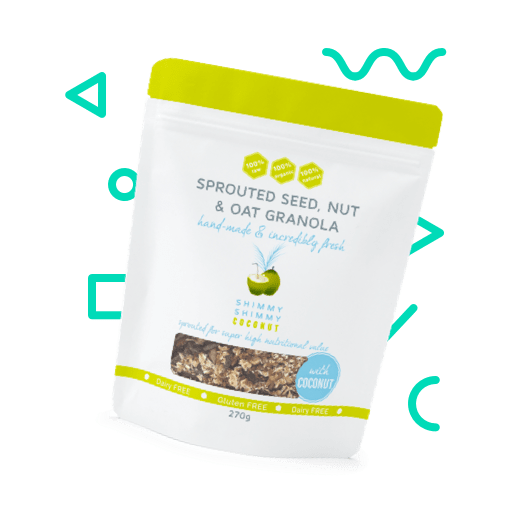 100%
raw
100%
organic
100%
natural
SPROUTED SEED, NUT
& OAT GRANOLA
hand-made & incredibly fresh
SHIMMY
SHIMMY
COCONUT
sprouted for super high nutritional value
with
COCONUT
Dairy FREE
Gluten FREE
Dairy FREE
270g